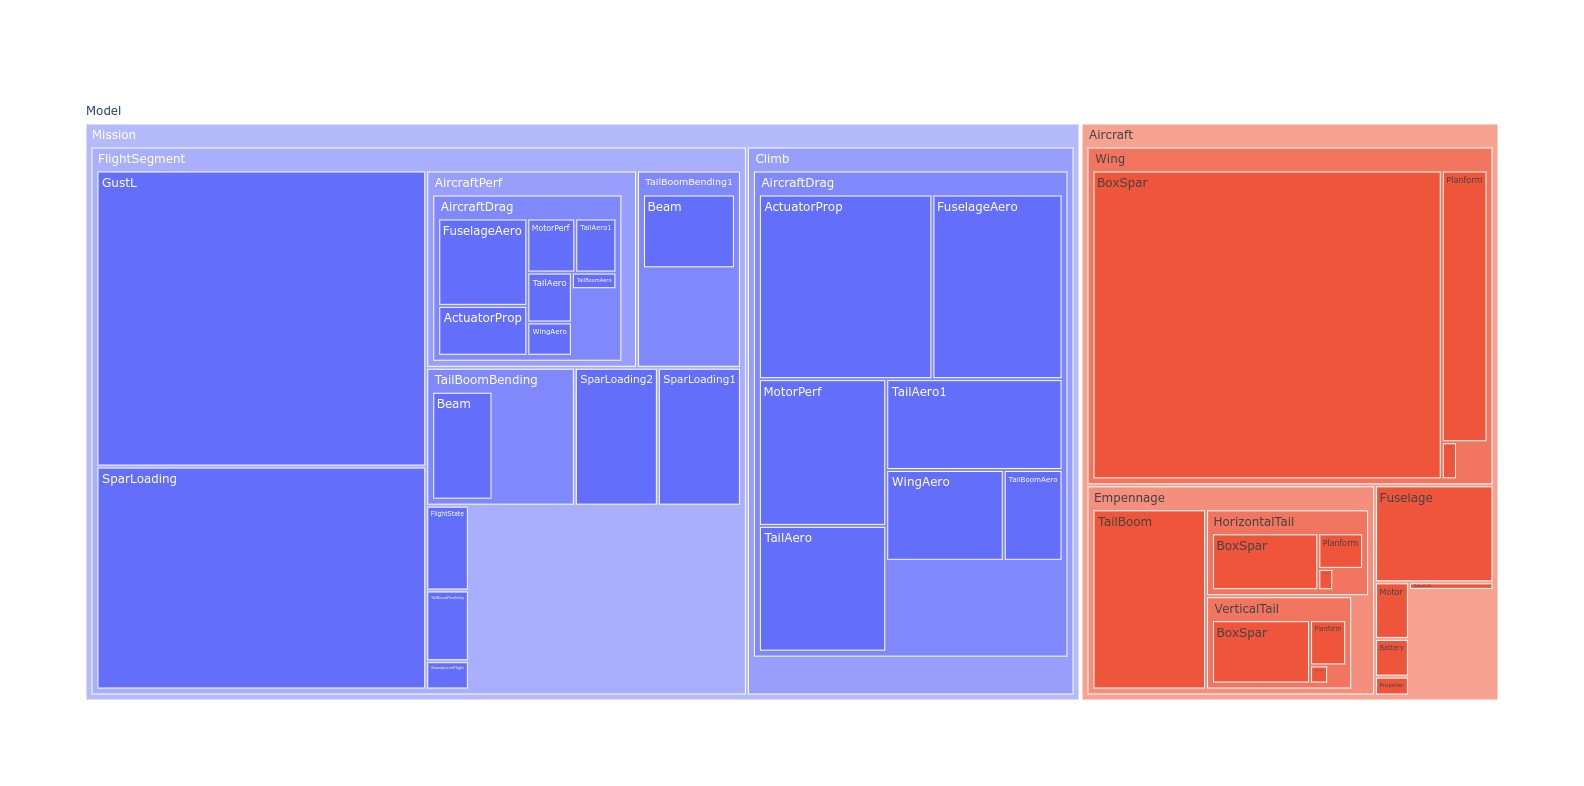 Model
Mission
FlightSegment
GustL
SparLoading
AircraftPerf
AircraftDrag
FuselageAero
ActuatorProp
MotorPerf
TailAero1
TailAero
TailBoomAero
WingAero
TailBoomBending1
Beam
TailBoomBending
Beam
SparLoading2
SparLoading1
FlightState
TailBoomFlexibility
SteadyLevelFlight
Climb
AircraftDrag
ActuatorProp
FuselageAero
MotorPerf
TailAero1
TailAero
WingAero
TailBoomAero
Aircraft
Wing
BoxSpar
Planform
Empennage
TailBoom
HorizontalTail
BoxSpar
Planform
VerticalTail
BoxSpar
Planform
Fuselage
Motor
Battery
Propeller